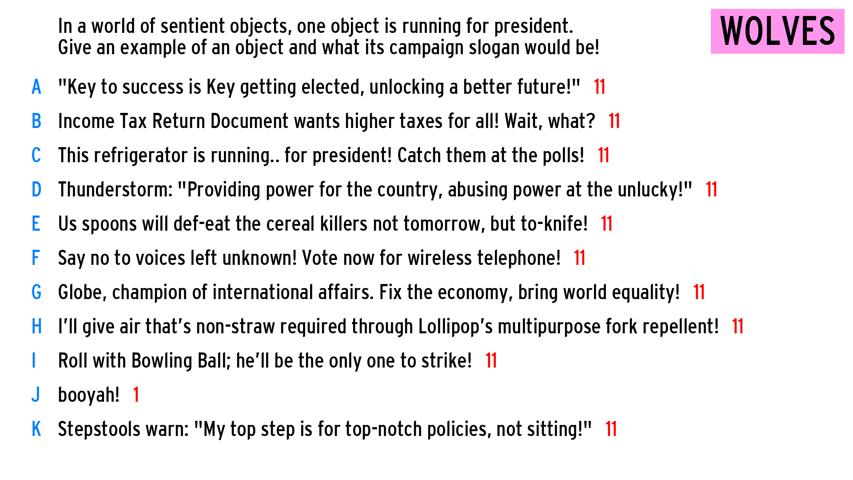 In a world of sentient objects, one object is running for president.
Give an example of an object and what its campaign slogan would be!
WOLVES
A "Key to success is Key getting elected, unlocking a better future!" 11
B Income Tax Return Document wants higher taxes for all! Wait, what? 11
C This refrigerator is running.. for president! Catch them at the polls! 11
D Thunderstorm: "Providing power for the country, abusing power at the unlucky!" 11
E Us spoons will def-eat the cereal killers not tomorrow, but to-knife! 11
F Say no to voices left unknown! Vote now for wireless telephone! 11
G Globe, champion of international affairs. Fix the economy, bring world equality! 11
H I'll give air that's non-straw required through Lollipop's multipurpose fork repellent! 11
I Roll with Bowling Ball; he'll be the only one to strike! 11
J booyah! 1
K Stepstools warn: "My top step is for top-notch policies, not sitting!" 11